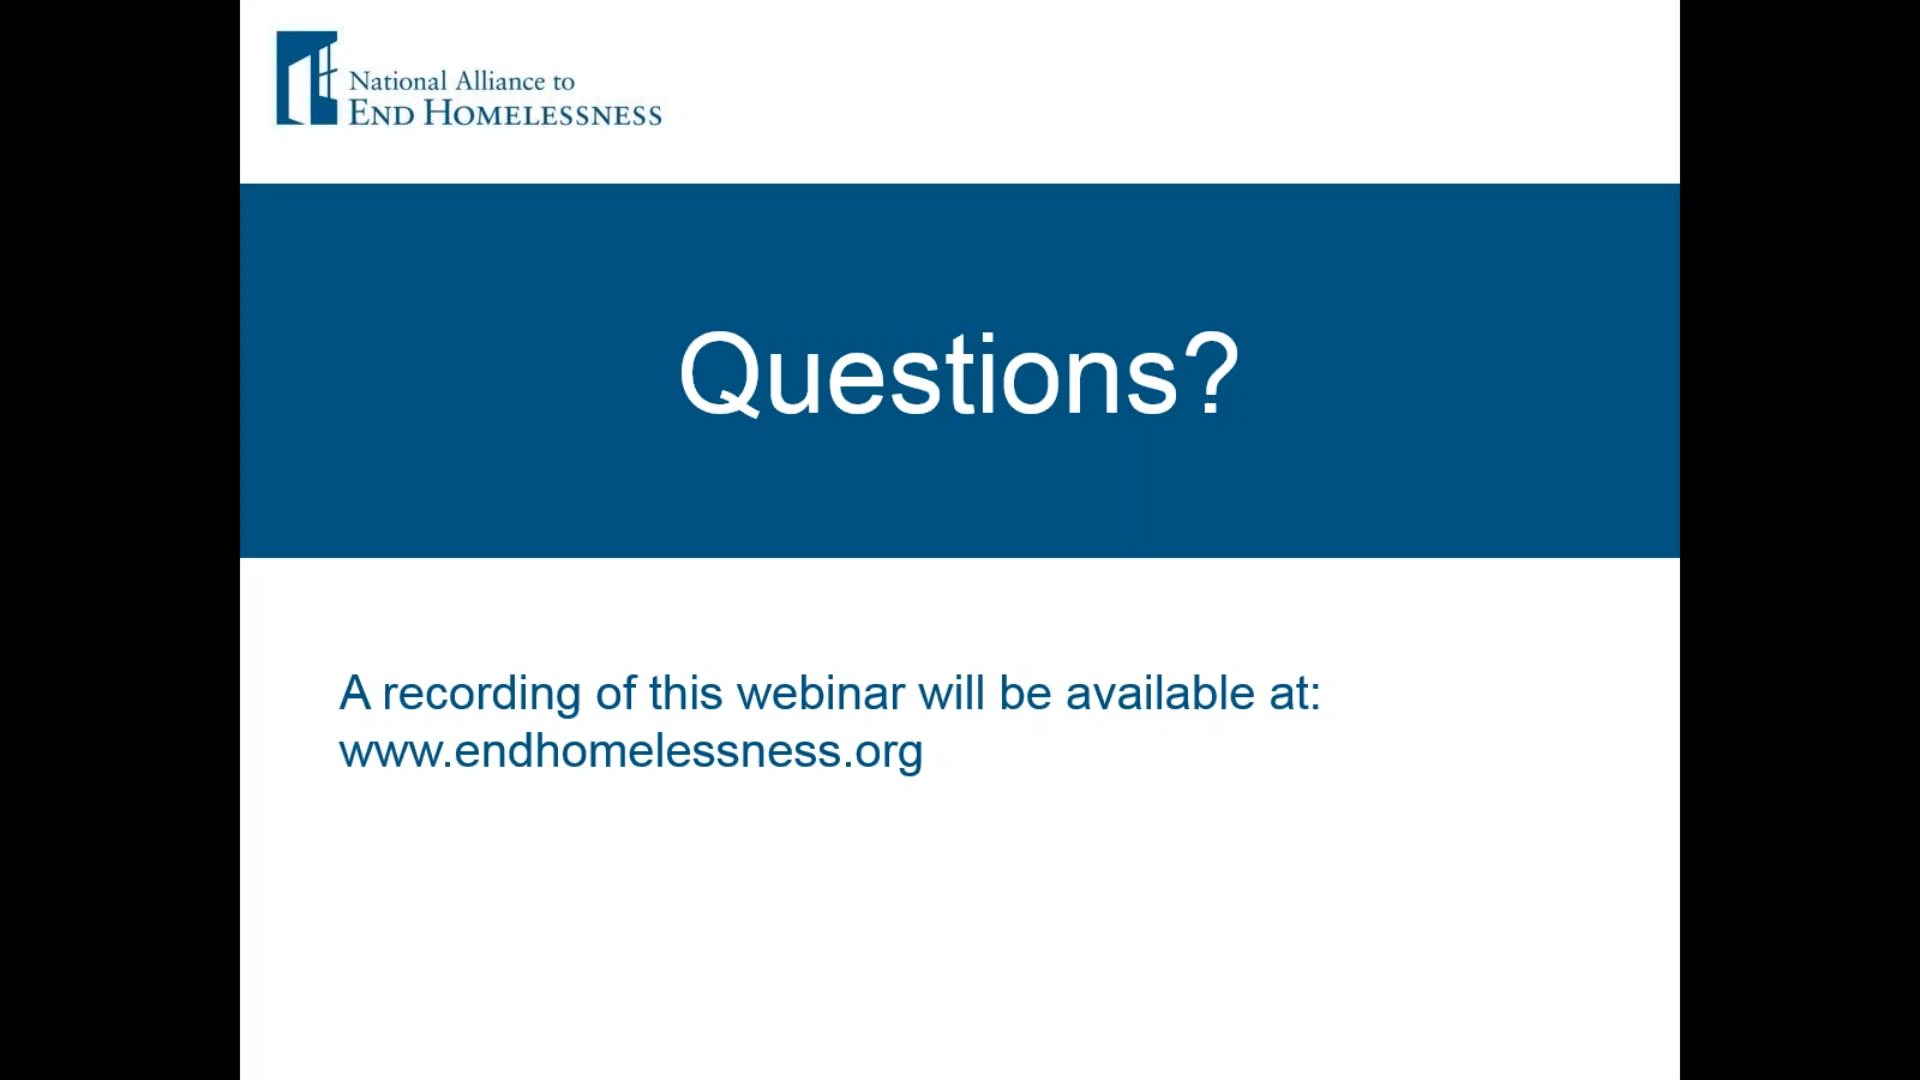 National Alliance to
END HOMELESSNESS
Questions?
A recording of this webinar will be available at:
www.endhomelessness.org